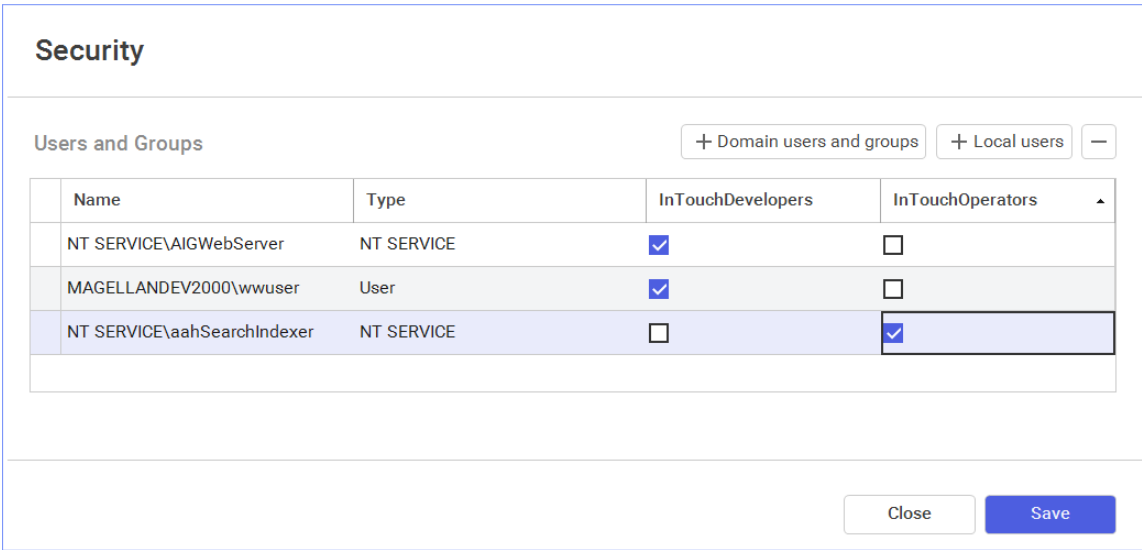 Security
Users and Groups
+ Domain users and groups + Local users −
Name Type InTouchDevelopers InTouchOperators
NT SERVICE\AIGWebServer NT SERVICE
MAGELLANDEV2000\wwuser User
NT SERVICE\aahSearchIndexer NT SERVICE
Close Save